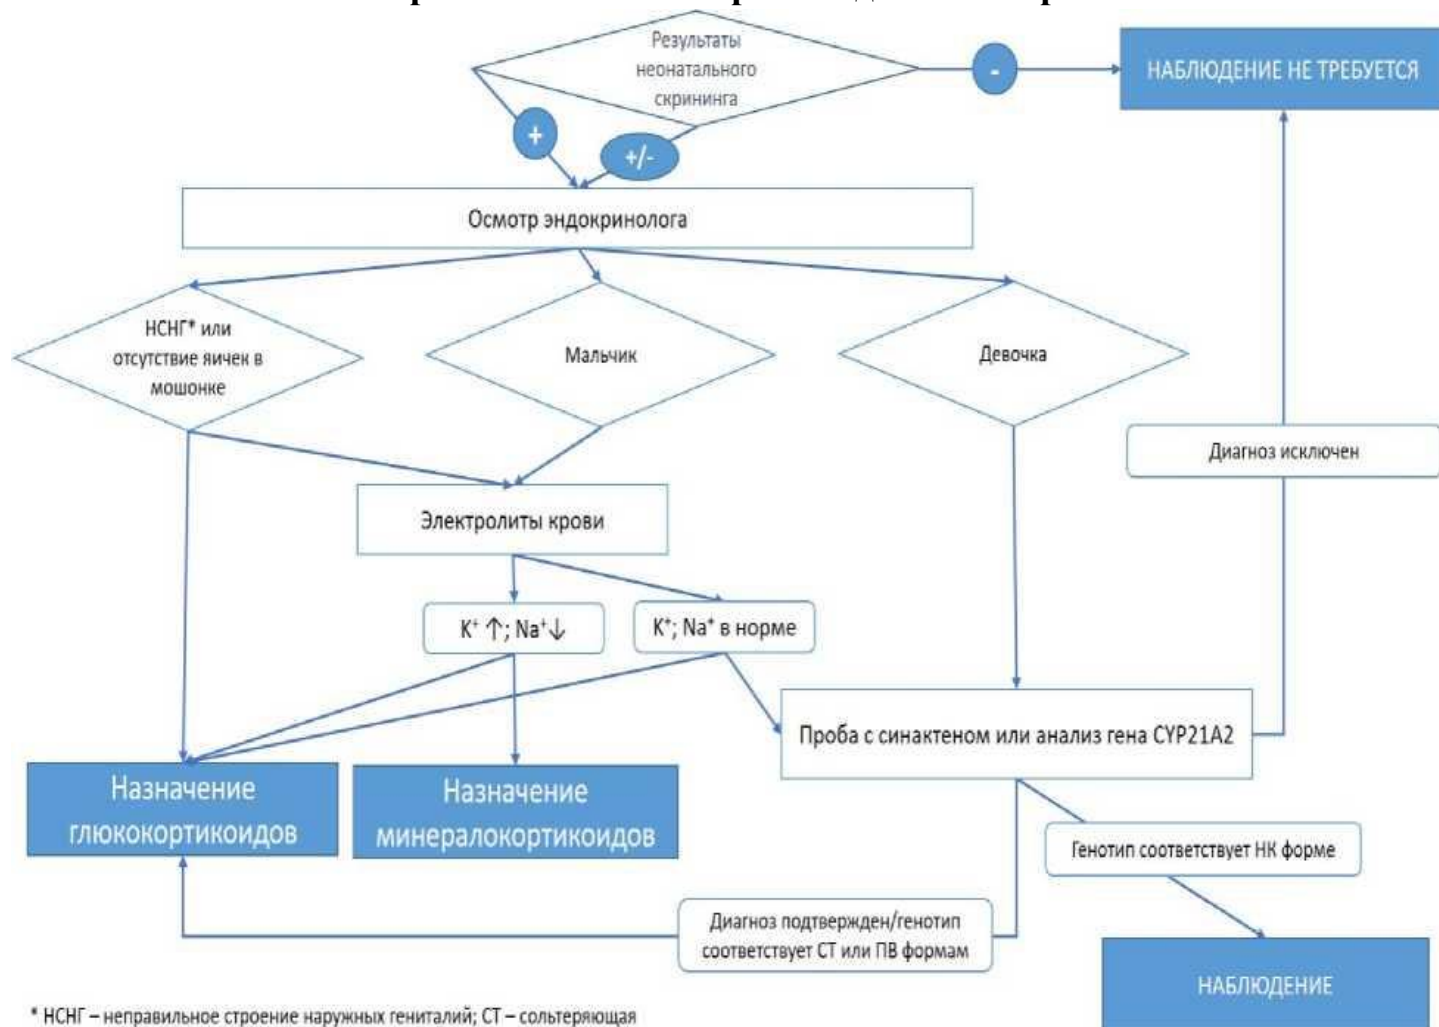 Результаты
неонатального
скрининга
-
НАБЛЮДЕНИЕ НЕ ТРЕБУЕТСЯ
+
+/-
Осмотр эндокринолога
НСНГ* или
отсутствие яичек в
мошонке
Мальчик
Девочка
Диагноз исключен
Электролиты крови
K⁺ ↑; Na⁺↓
K⁺; Na⁺ в норме
Проба с синактеном или анализ гена CYP21A2
Назначение
глюкокортикоидов
Назначение
минералокортикоидов
Генотип соответствует НК форме
Диагноз подтвержден/генотип
соответствует СТ или ПВ формам
НАБЛЮДЕНИЕ
* НСНГ – неправильное строение наружных гениталий; СТ – сольтеряющая